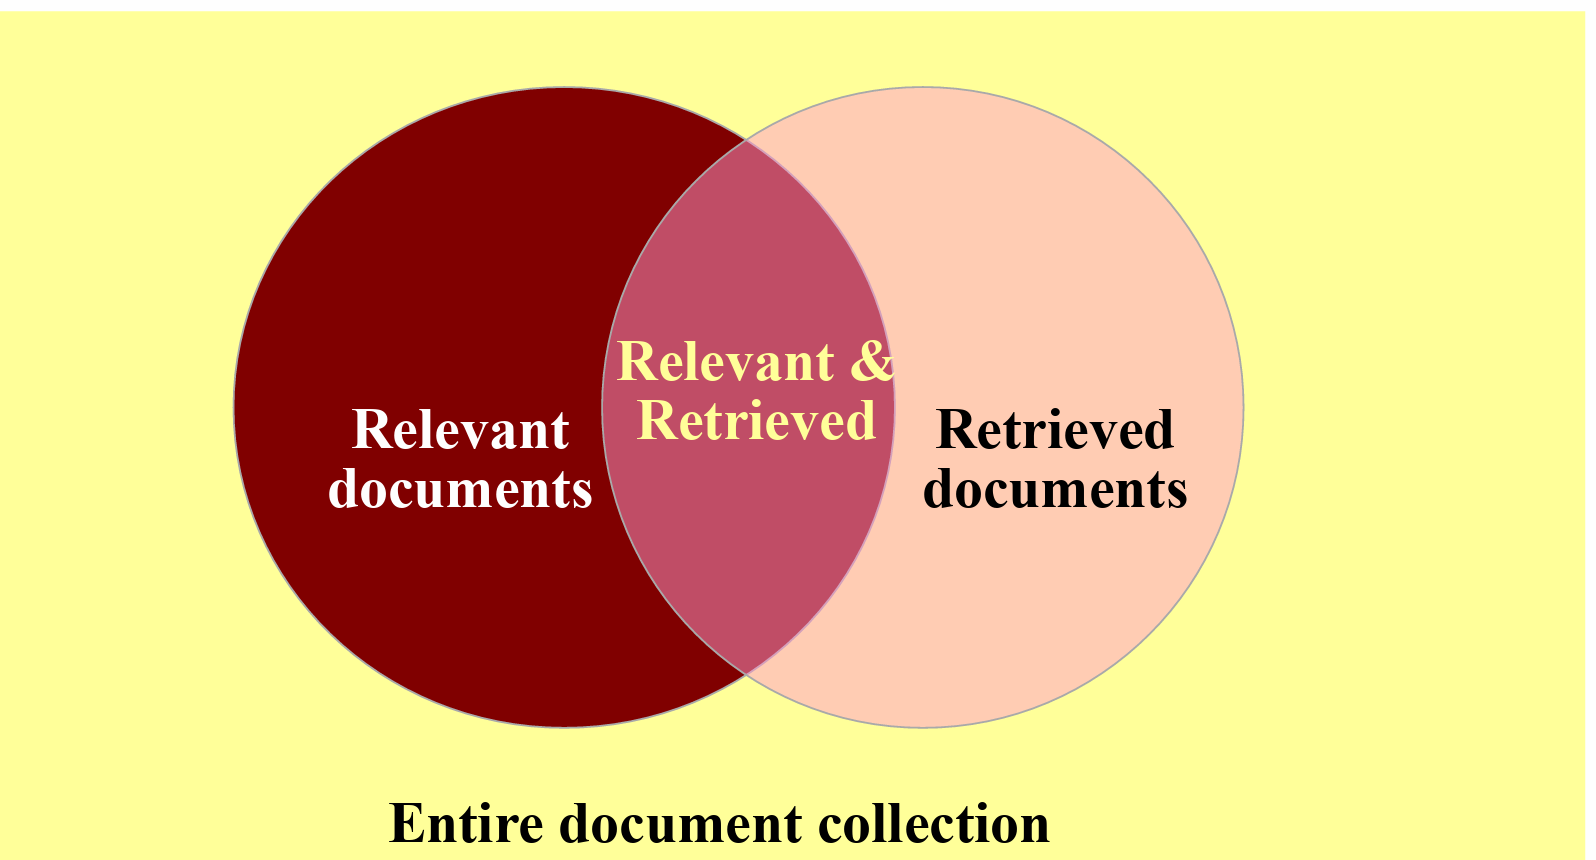 Relevant &
Retrieved
Relevant
documents
Retrieved
documents
Entire document collection